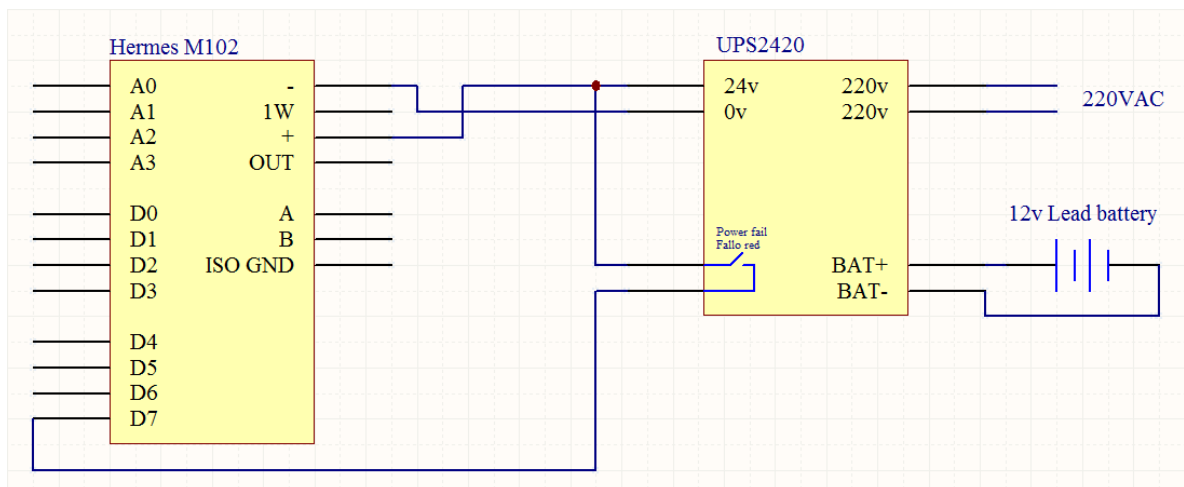 Hermes M102
A0 -
A1 1W
A2 +
A3 OUT
D0 A
D1 B
D2 ISO GND
D3
D4
D5
D6
D7
UPS2420
24v 220v
0v 220v
220VAC
Power fail
Fallo red
BAT+
BAT-
12v Lead battery